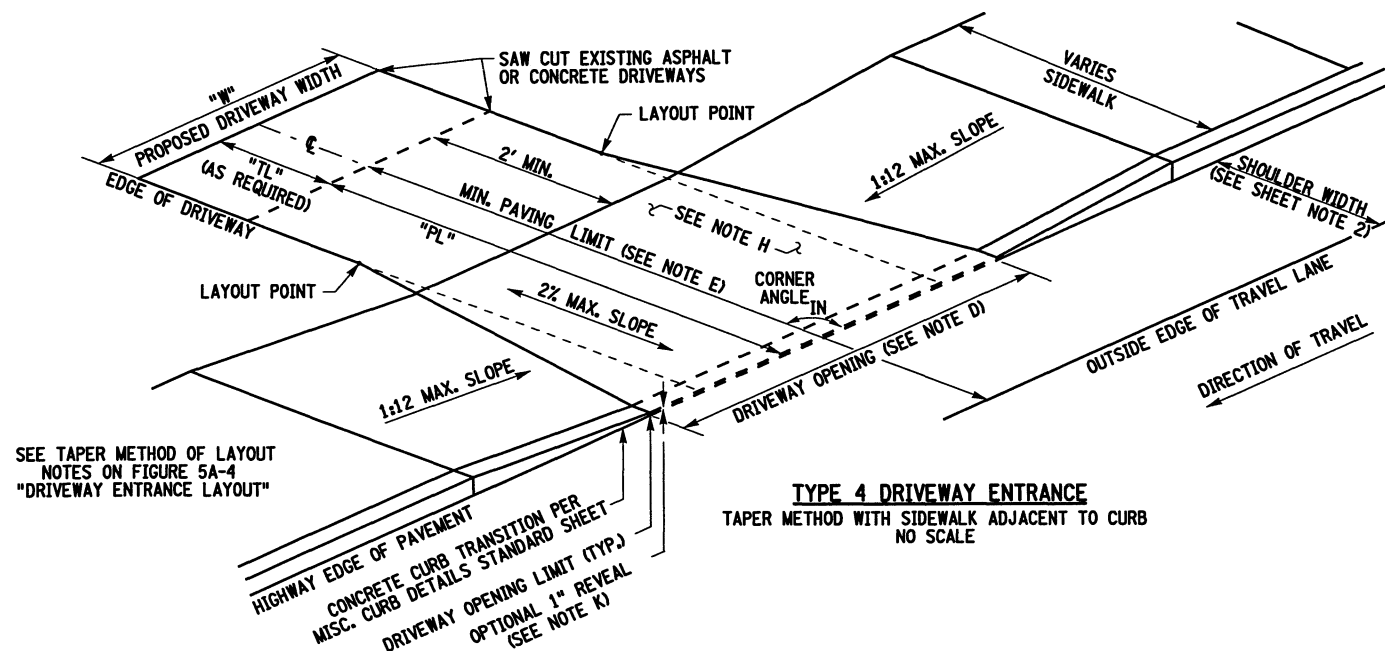 SAW CUT EXISTING ASPHALT
OR CONCRETE DRIVEWAYS
"W"
PROPOSED DRIVEWAY WIDTH
LAYOUT POINT
VARIES
SIDEWALK
℄
"TL"
(AS REQUIRED)
EDGE OF DRIVEWAY
2' MIN.
MIN. PAVING
LIMIT (SEE NOTE E)
"PL"
SEE NOTE H
1:12 MAX. SLOPE
SHOULDER WIDTH
(SEE SHEET NOTE 2)
LAYOUT POINT
2% MAX. SLOPE
CORNER
ANGLE
IN
DRIVEWAY OPENING (SEE NOTE D)
OUTSIDE EDGE OF TRAVEL LANE
DIRECTION OF TRAVEL
1:12 MAX. SLOPE
SEE TAPER METHOD OF LAYOUT
NOTES ON FIGURE 5A-4
"DRIVEWAY ENTRANCE LAYOUT"
HIGHWAY EDGE OF PAVEMENT
CONCRETE CURB TRANSITION PER
MISC. CURB DETAILS STANDARD SHEET
DRIVEWAY OPENING LIMIT (TYP.)
OPTIONAL 1" REVEAL
(SEE NOTE K)
TYPE 4 DRIVEWAY ENTRANCE
TAPER METHOD WITH SIDEWALK ADJACENT TO CURB
NO SCALE